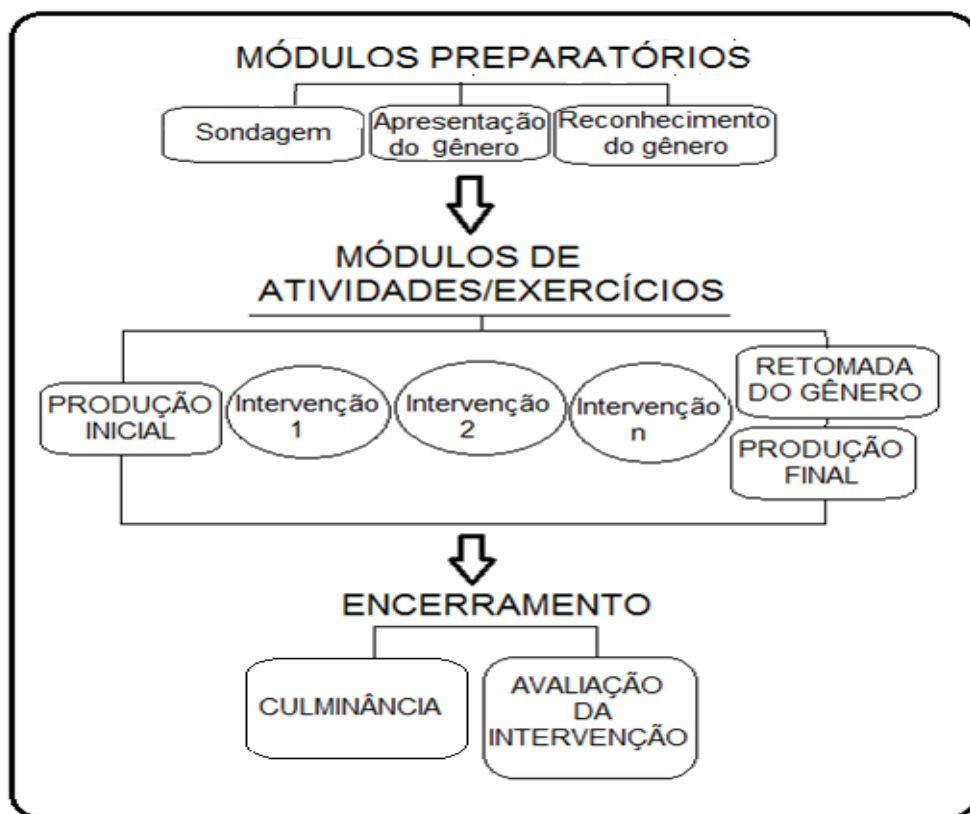 MÓDULOS PREPARATÓRIOS
Sondagem
Apresentação
do gênero
Reconhecimento
do gênero
MÓDULOS DE
ATIVIDADES/EXERCÍCIOS
PRODUÇÃO
INICIAL
Intervenção
1
Intervenção
2
Intervenção
n
RETOMADA
DO GÊNERO
PRODUÇÃO
FINAL
ENCERRAMENTO
CULMINÂNCIA
AVALIAÇÃO
DA
INTERVENÇÃO